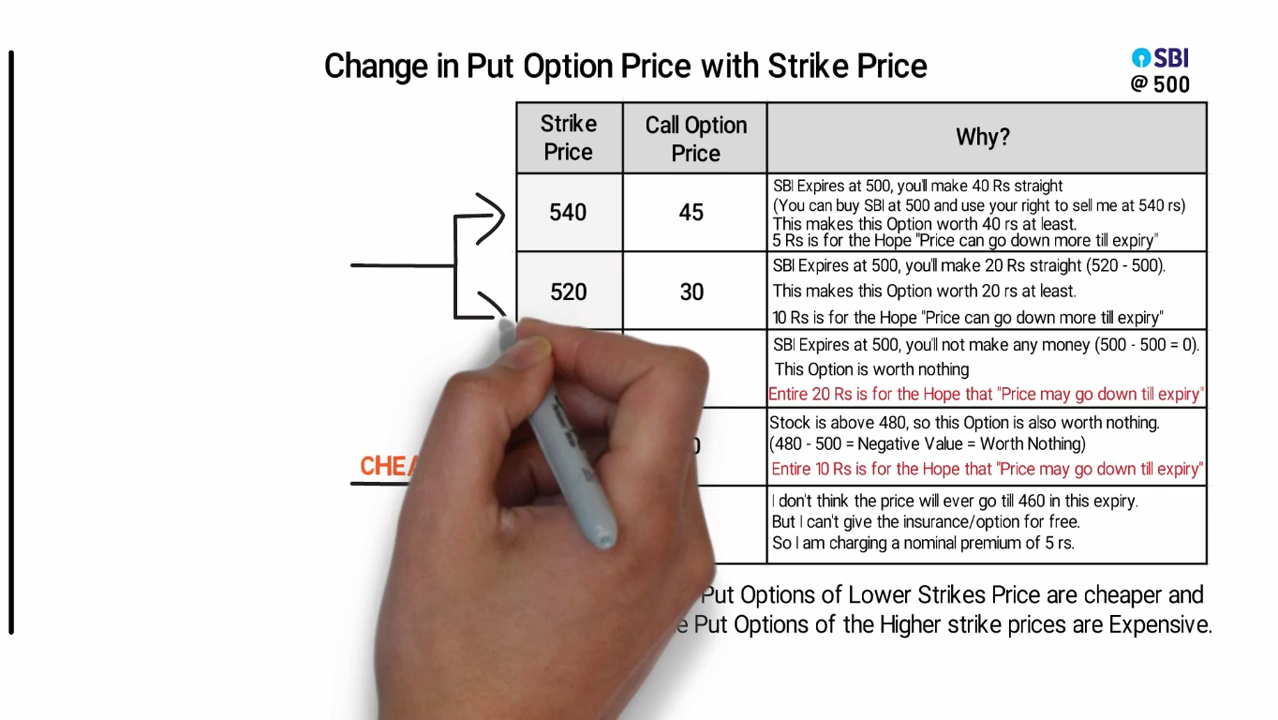 Change in Put Option Price with Strike Price
SBI
@ 500
Strike Price
Call Option Price
Why?
540
45
SBI Expires at 500, you'll make 40 Rs straight
(You can buy SBI at 500 and use your right to sell me at 540 rs)
This makes this Option worth 40 rs at least.
5 Rs is for the Hope "Price can go down more till expiry"
520
30
SBI Expires at 500, you'll make 20 Rs straight (520 - 500).
This makes this Option worth 20 rs at least.
10 Rs is for the Hope "Price can go down more till expiry"
SBI Expires at 500, you'll not make any money (500 - 500 = 0).
This Option is worth nothing
Entire 20 Rs is for the Hope that "Price may go down till expiry"
Stock is above 480, so this Option is also worth nothing.
(480 - 500 = Negative Value = Worth Nothing)
Entire 10 Rs is for the Hope that "Price may go down till expiry"
I don't think the price will ever go till 460 in this expiry.
But I can't give the insurance/option for free.
So I am charging a nominal premium of 5 rs.
Put Options of Lower Strikes Price are cheaper and
Put Options of the Higher strike prices are Expensive.